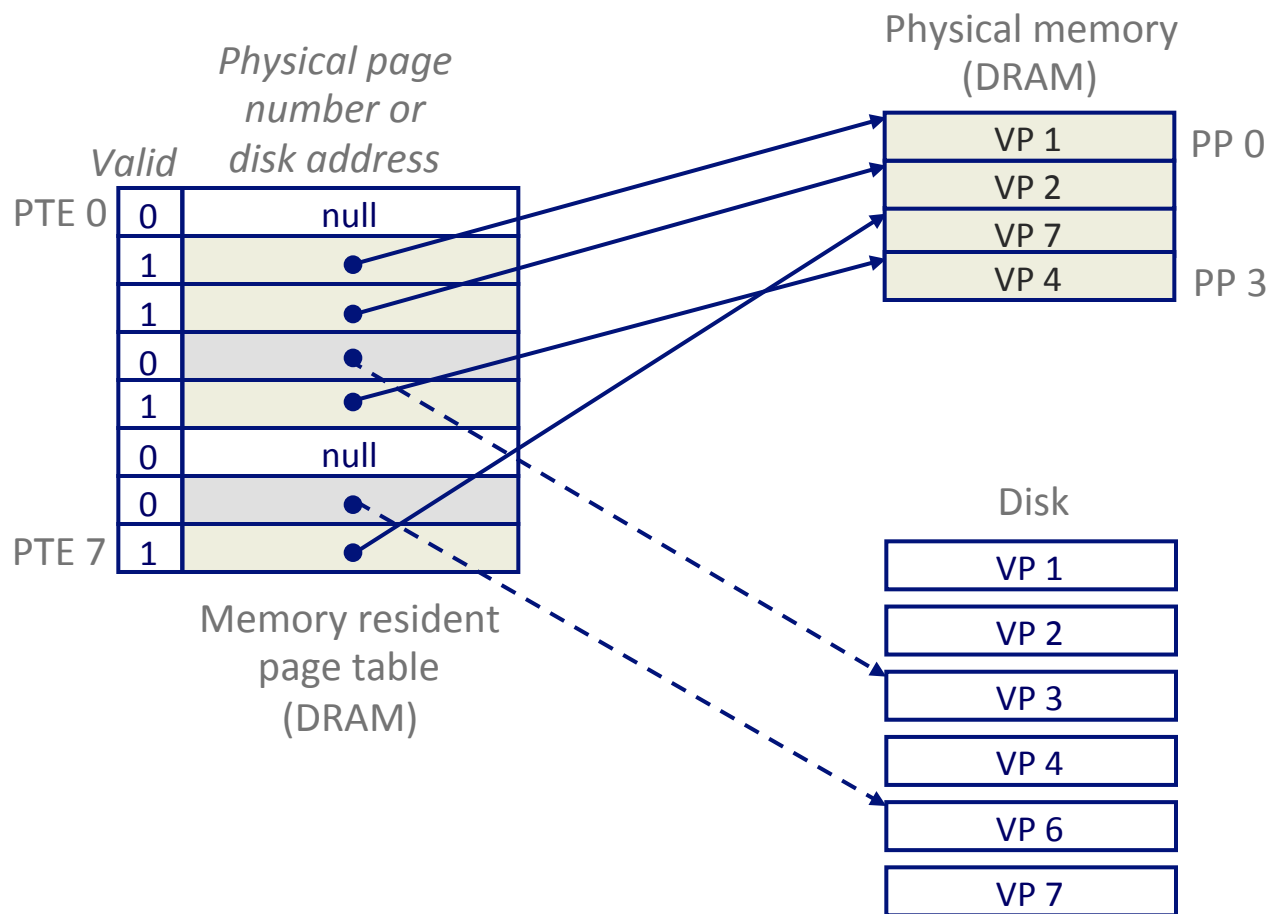 Physical memory
(DRAM)
Physical page
number or
disk address
Valid
VP 1 PP 0
VP 2
VP 7
VP 4 PP 3
PTE 0 0 null
1
1
0
1
0 null
0
PTE 7 1
Memory resident
page table
(DRAM)
Disk
VP 1
VP 2
VP 3
VP 4
VP 6
VP 7